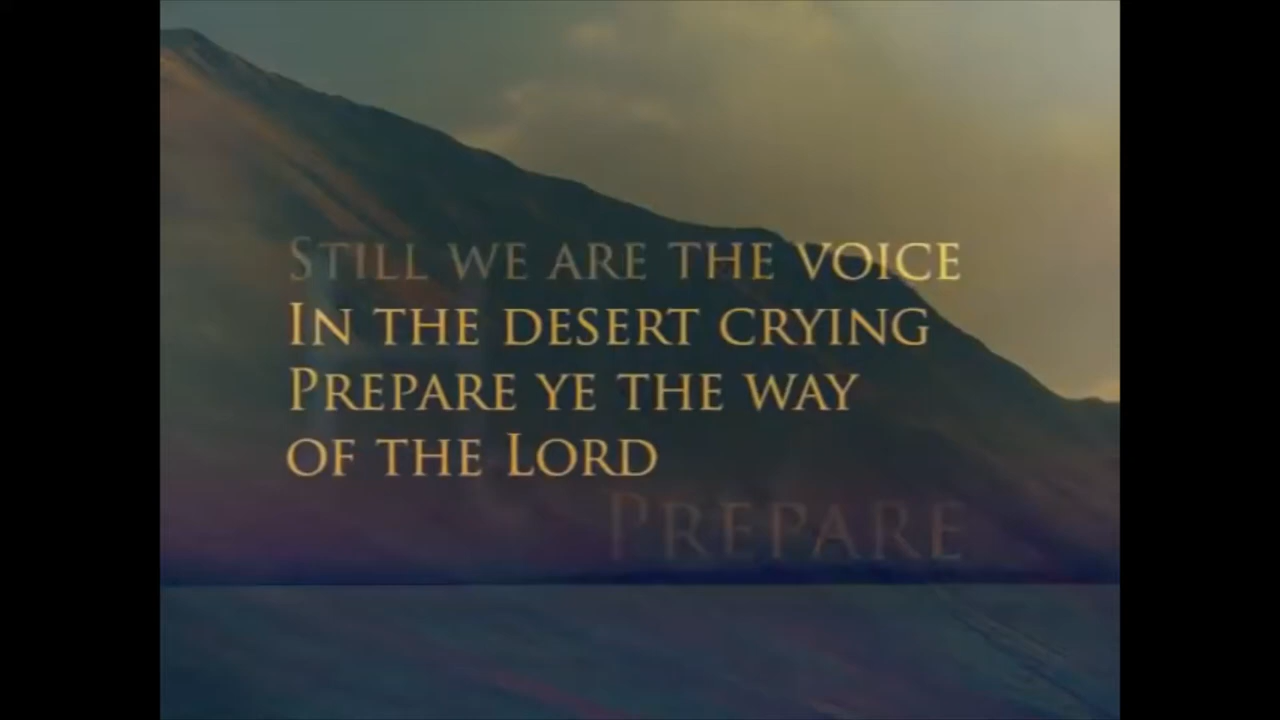 Still we are the voice
In the desert crying
Prepare ye the way
of the Lord
Prepare